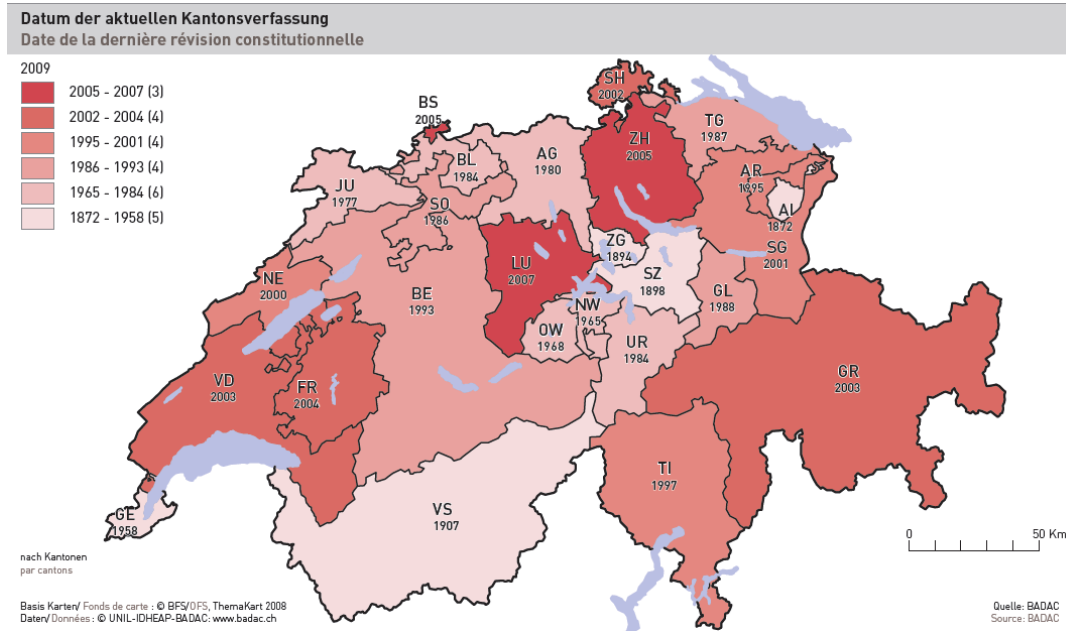 Datum der aktuellen Kantonsverfassung
Date de la dernière révision constitutionnelle
2009
2005 - 2007 (3)
2002 - 2004 (4)
1995 - 2001 (4)
1986 - 1993 (4)
1965 - 1984 (6)
1872 - 1958 (5)
SH
2002
BS
2005
TG
1987
ZH
2005
BL
1984
AG
1980
AR
1995
JU
1977
AI
1872
SO
1986
ZG
1894
SG
2001
LU
2007
SZ
1898
NE
2000
BE
1993
GL
1988
NW
1965
OW
1968
UR
1984
GR
2003
VD
2003
FR
2004
TI
1997
VS
1907
GE
1958
0 50 Km
nach Kantonen
par cantons
Basis Karten/ Fonds de carte : © BFS/OFS, ThemaKart 2008
Daten/ Données : © UNIL-IDHEAP-BADAC: www.badac.ch
Quelle: BADAC
Source: BADAC